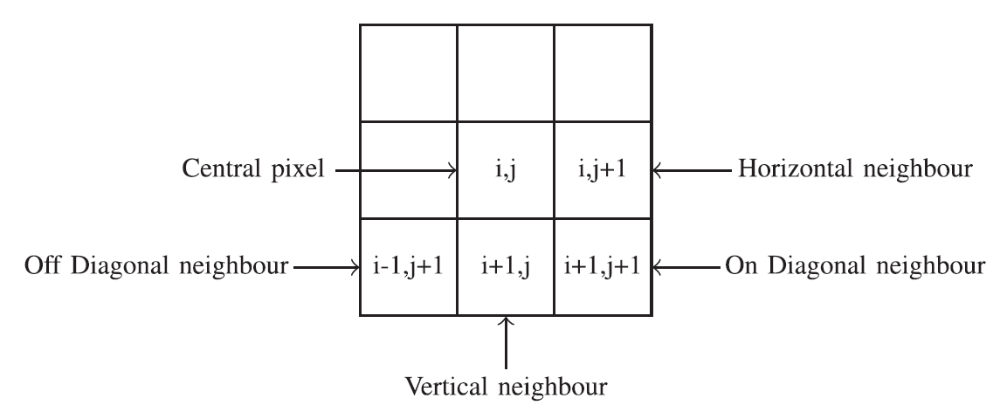 Central pixel
i,j
i,j+1
Horizontal neighbour
Off Diagonal neighbour
i-1,j+1
i+1,j
i+1,j+1
On Diagonal neighbour
Vertical neighbour